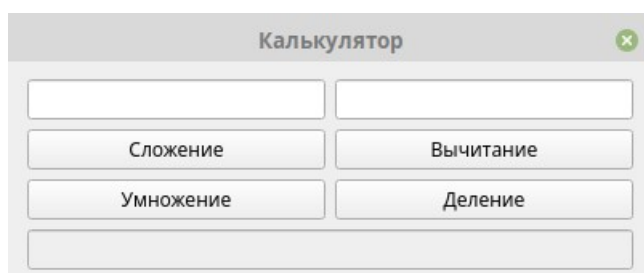 Калькулятор
Сложение Вычитание
Умножение Деление